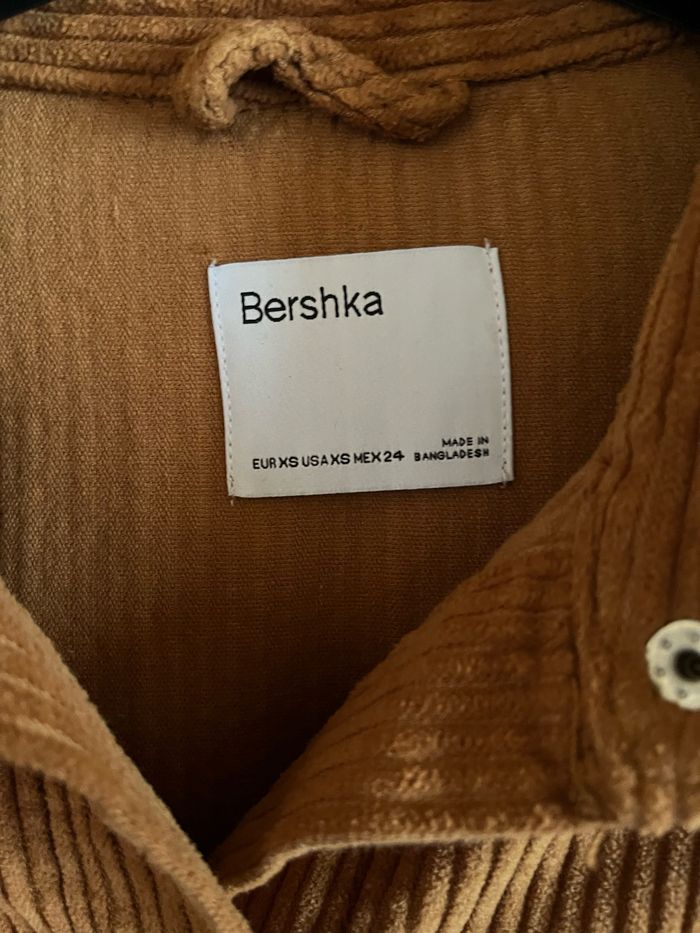 Bershka
EUR XS USA XS MEX 24
MADE IN
BANGLADESH